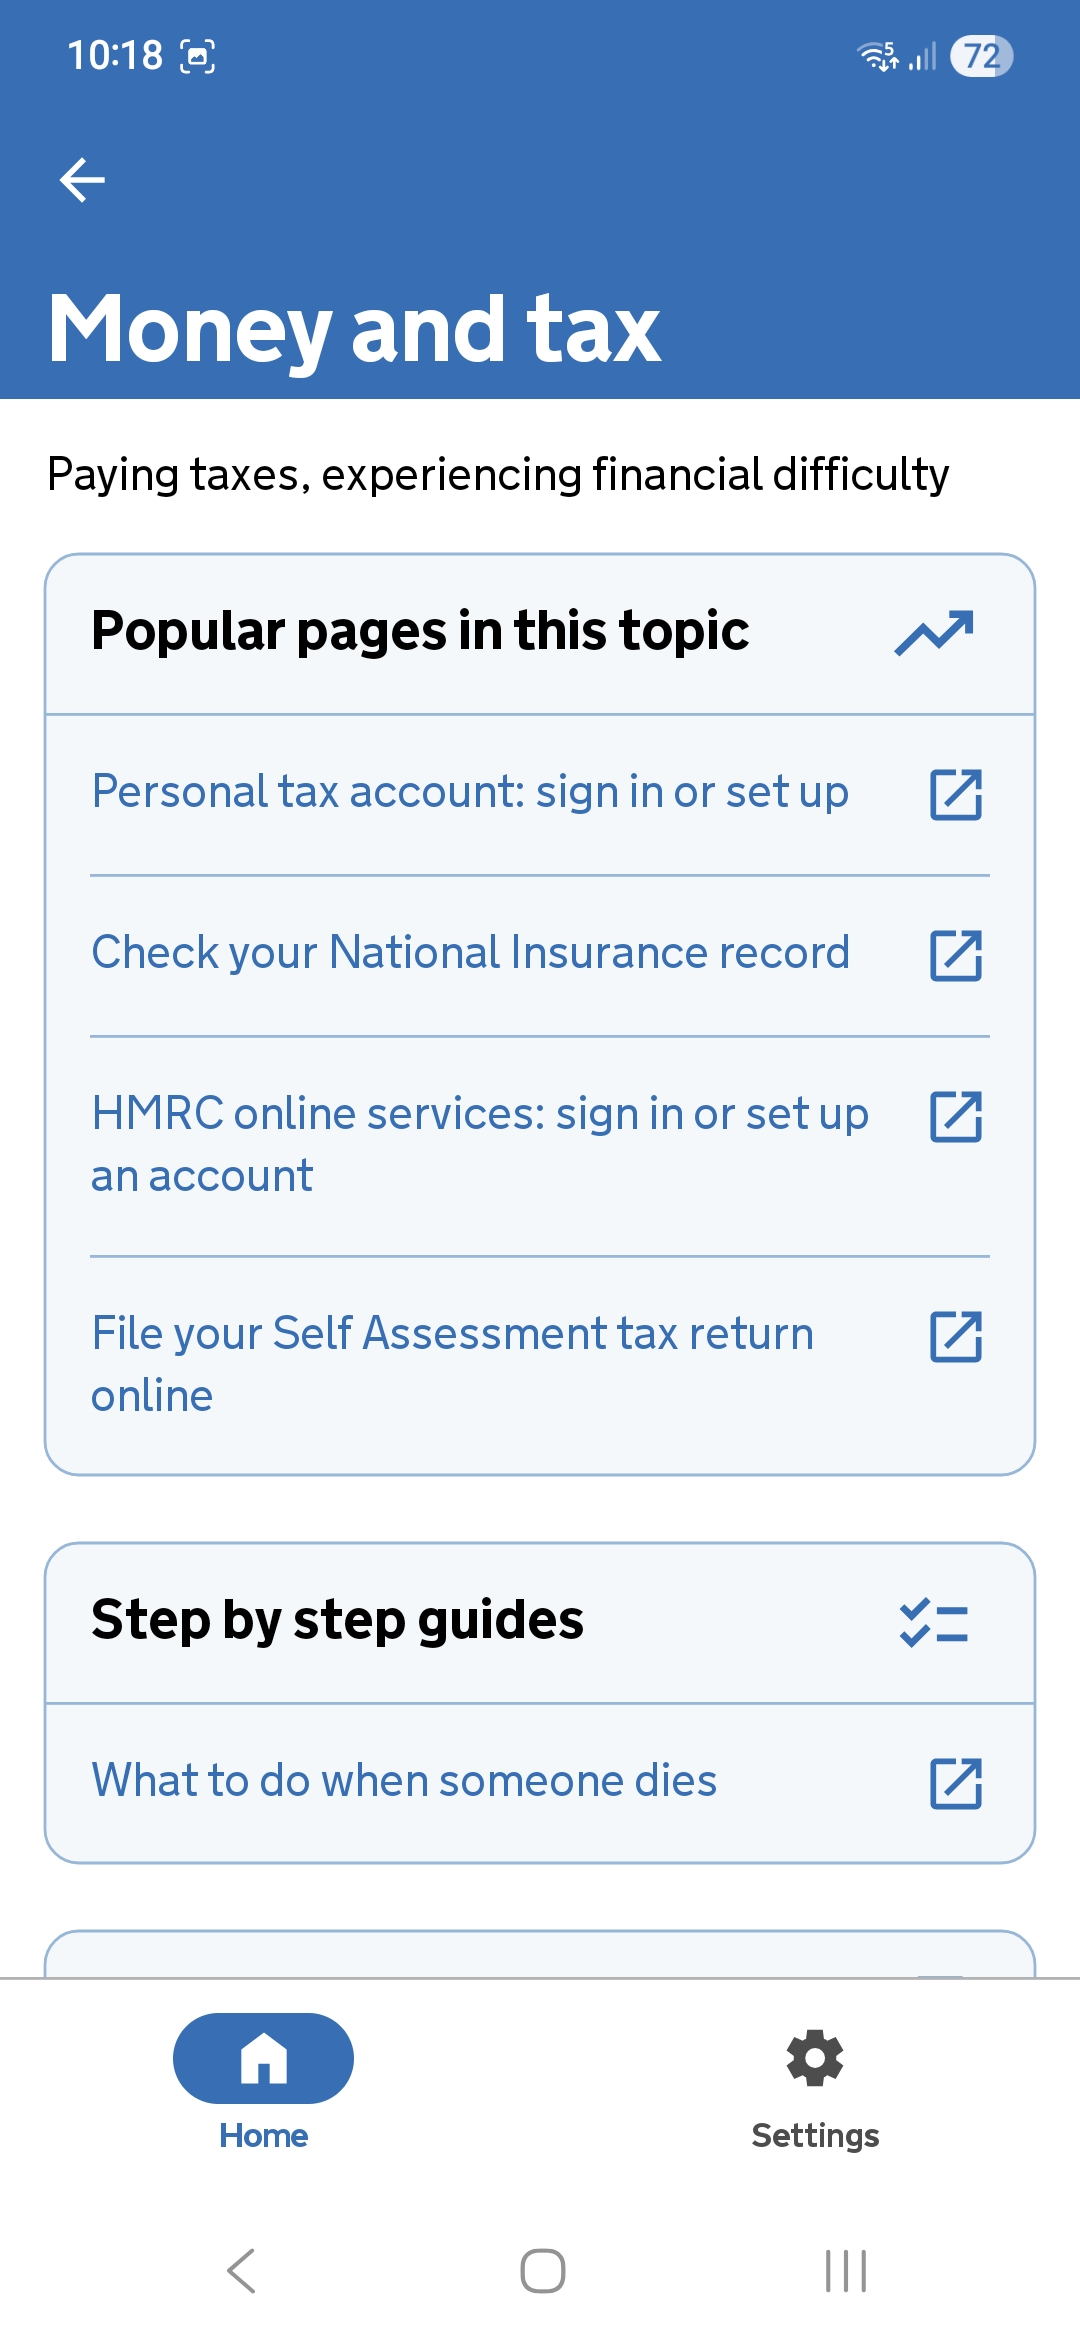 10:18
5
72
Money and tax
Paying taxes, experiencing financial difficulty
Popular pages in this topic
Personal tax account: sign in or set up
Check your National Insurance record
HMRC online services: sign in or set up
an account
File your Self Assessment tax return
online
Step by step guides
What to do when someone dies
Home
Settings